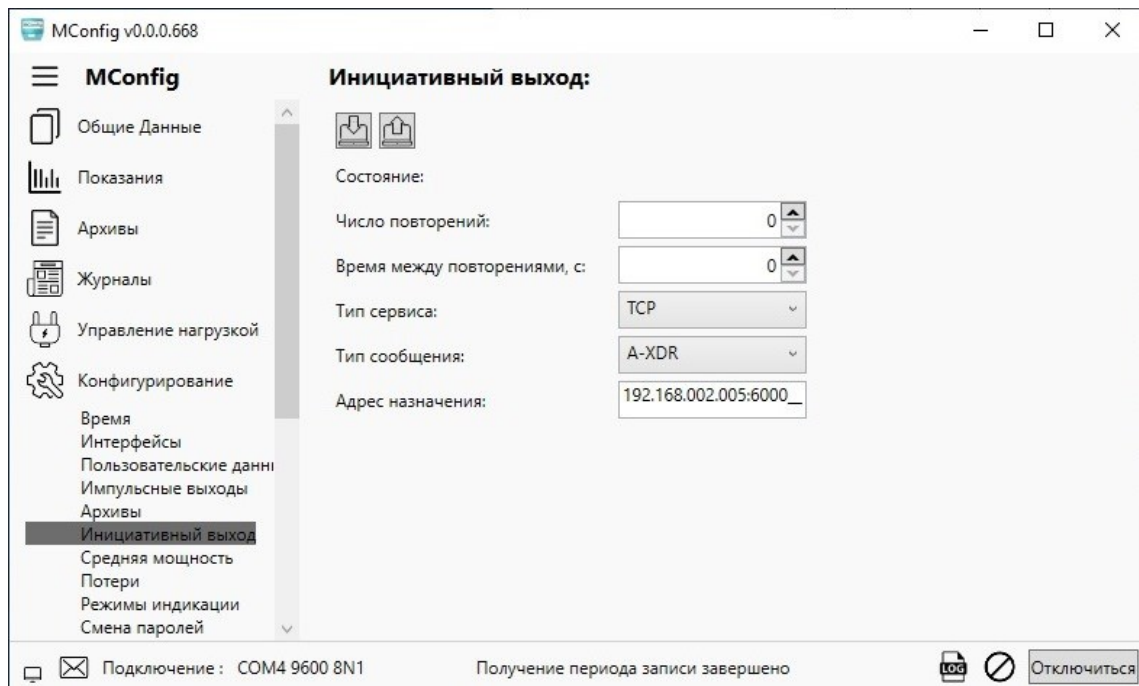 MConfig v0.0.0.668
MConfig
Общие Данные
Показания
Архивы
Журналы
Управление нагрузкой
Конфигурирование
Время
Интерфейсы
Пользовательские данн
Импульсные выходы
Архивы
Инициативный выход
Средняя мощность
Потери
Режимы индикации
Смена паролей
Инициативный выход:
Состояние:
Число повторений: 0
Время между повторениями, с: 0
Тип сервиса: TCP
Тип сообщения: A-XDR
Адрес назначения: 192.168.002.005:6000__
Подключение : COM4 9600 8N1 Получение периода записи завершено LOG Отключиться